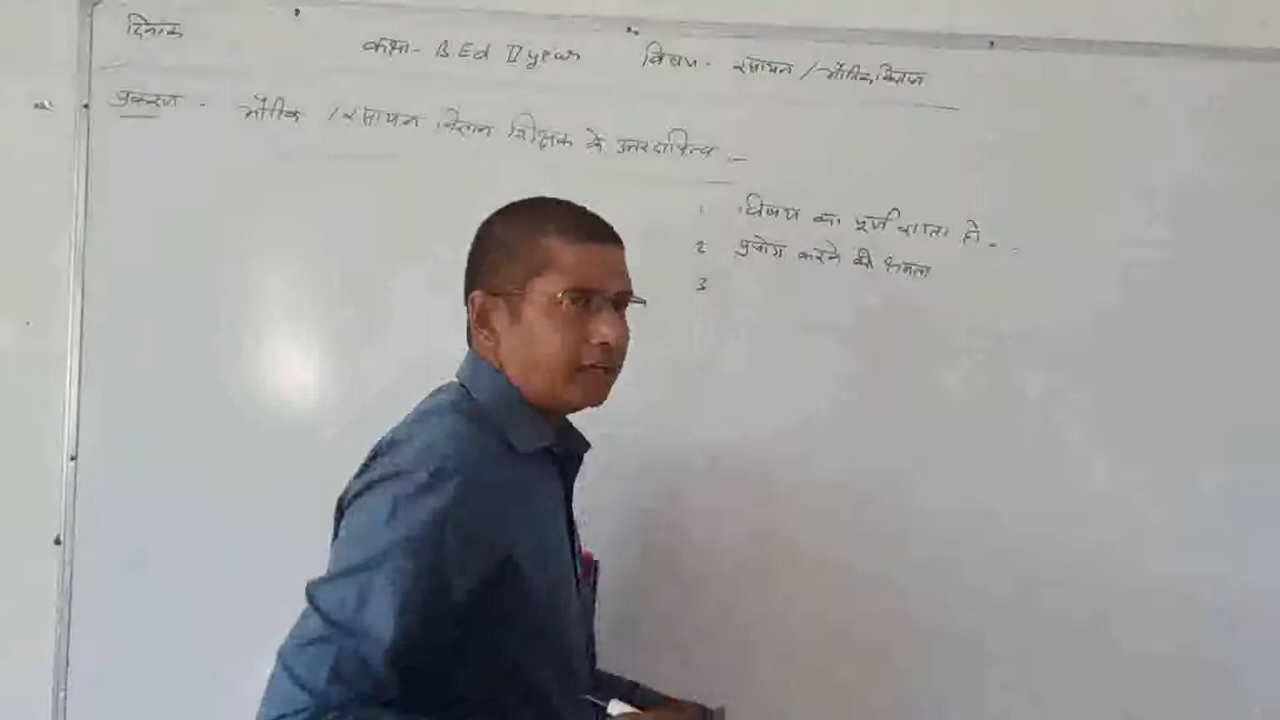 दिनांक
कक्षा - B.Ed II year विषय - रसायन / भौतिक विज्ञान
प्रकरण - भौतिक / रसायन विज्ञान शिक्षक के उत्तरदायित्व -
1 विषय का पूर्ण ज्ञाता हो -
2 प्रयोग करने की क्षमता
3